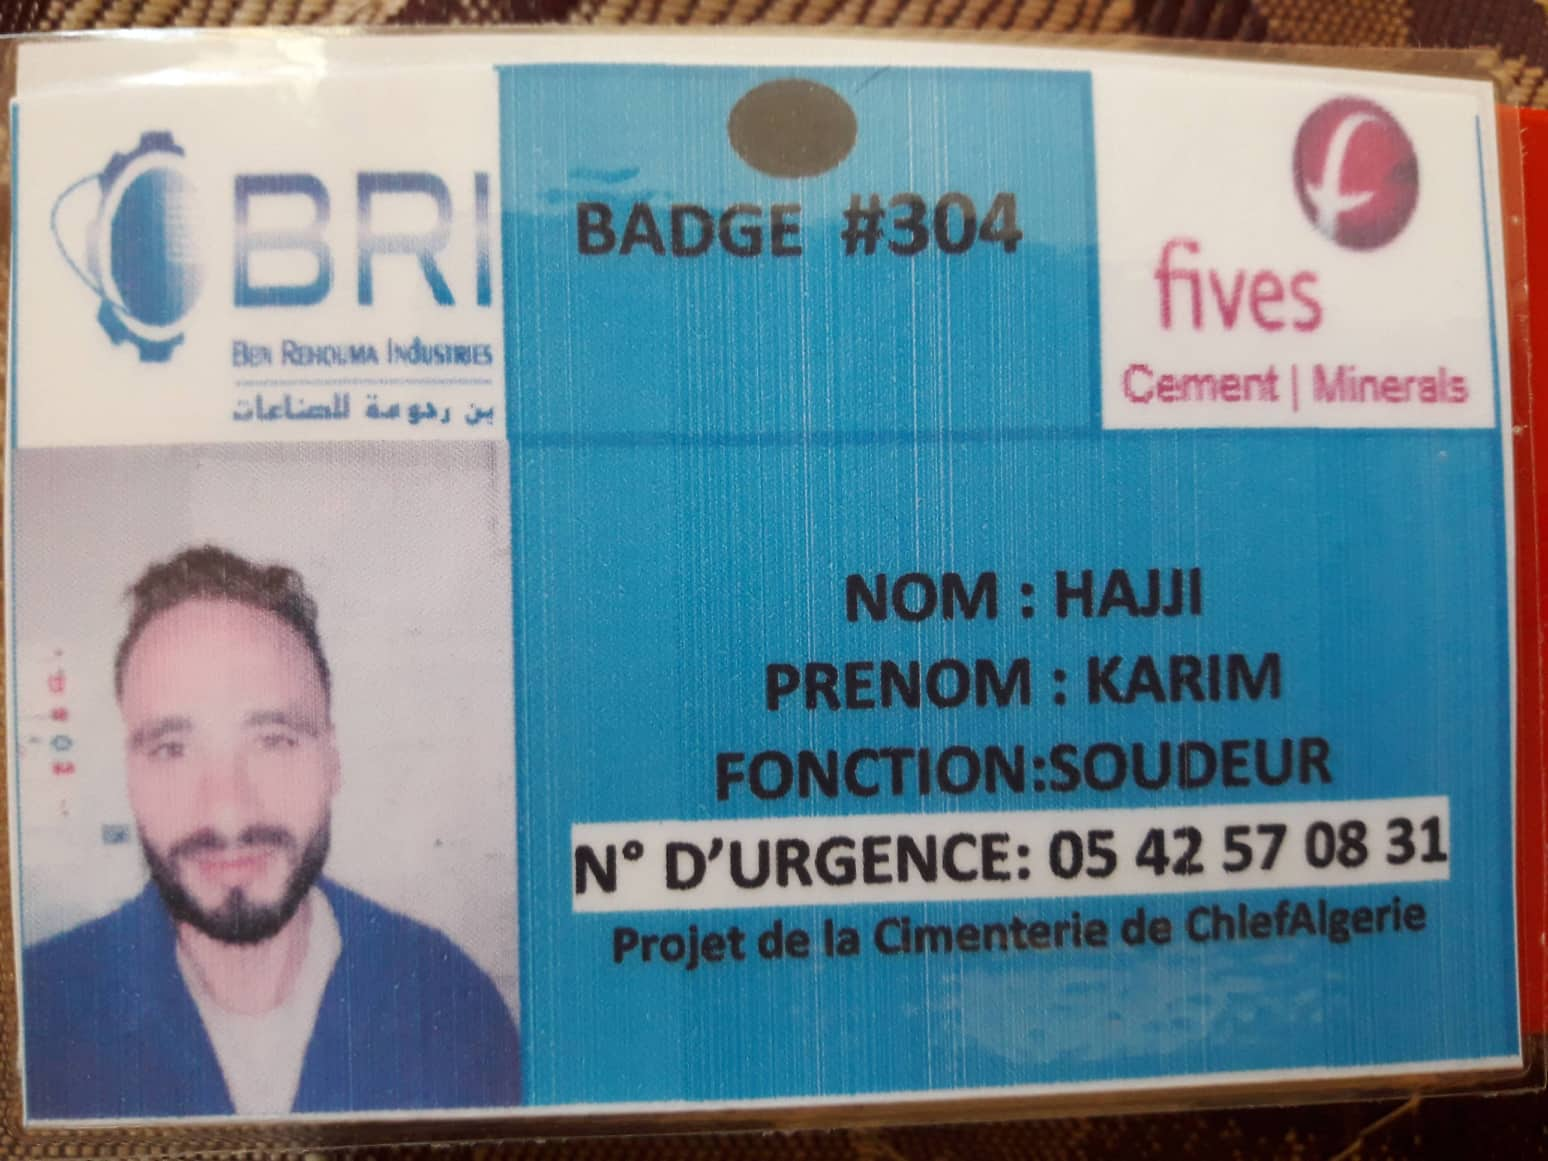 BRI
BEN REHOUMA INDUSTRIES
بن رحومة للصناعات
BADGE #304
fives
Cement | Minerals
NOM : HAJJI
PRENOM : KARIM
FONCTION:SOUDEUR
N° D'URGENCE: 05 42 57 08 31
Projet de la Cimenterie de ChlefAlgerie